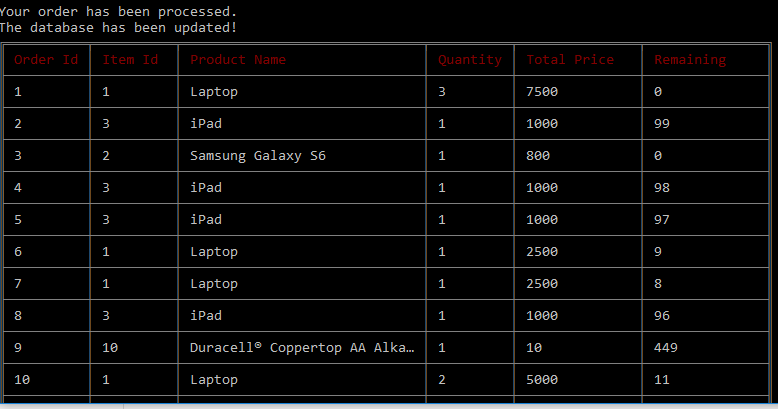 Your order has been processed.
The database has been updated!
Order Id Item Id Product Name Quantity Total Price Remaining
1 1 Laptop 3 7500 0
2 3 iPad 1 1000 99
3 2 Samsung Galaxy S6 1 800 0
4 3 iPad 1 1000 98
5 3 iPad 1 1000 97
6 1 Laptop 1 2500 9
7 1 Laptop 1 2500 8
8 3 iPad 1 1000 96
9 10 Duracell® Coppertop AA Alka… 1 10 449
10 1 Laptop 2 5000 11